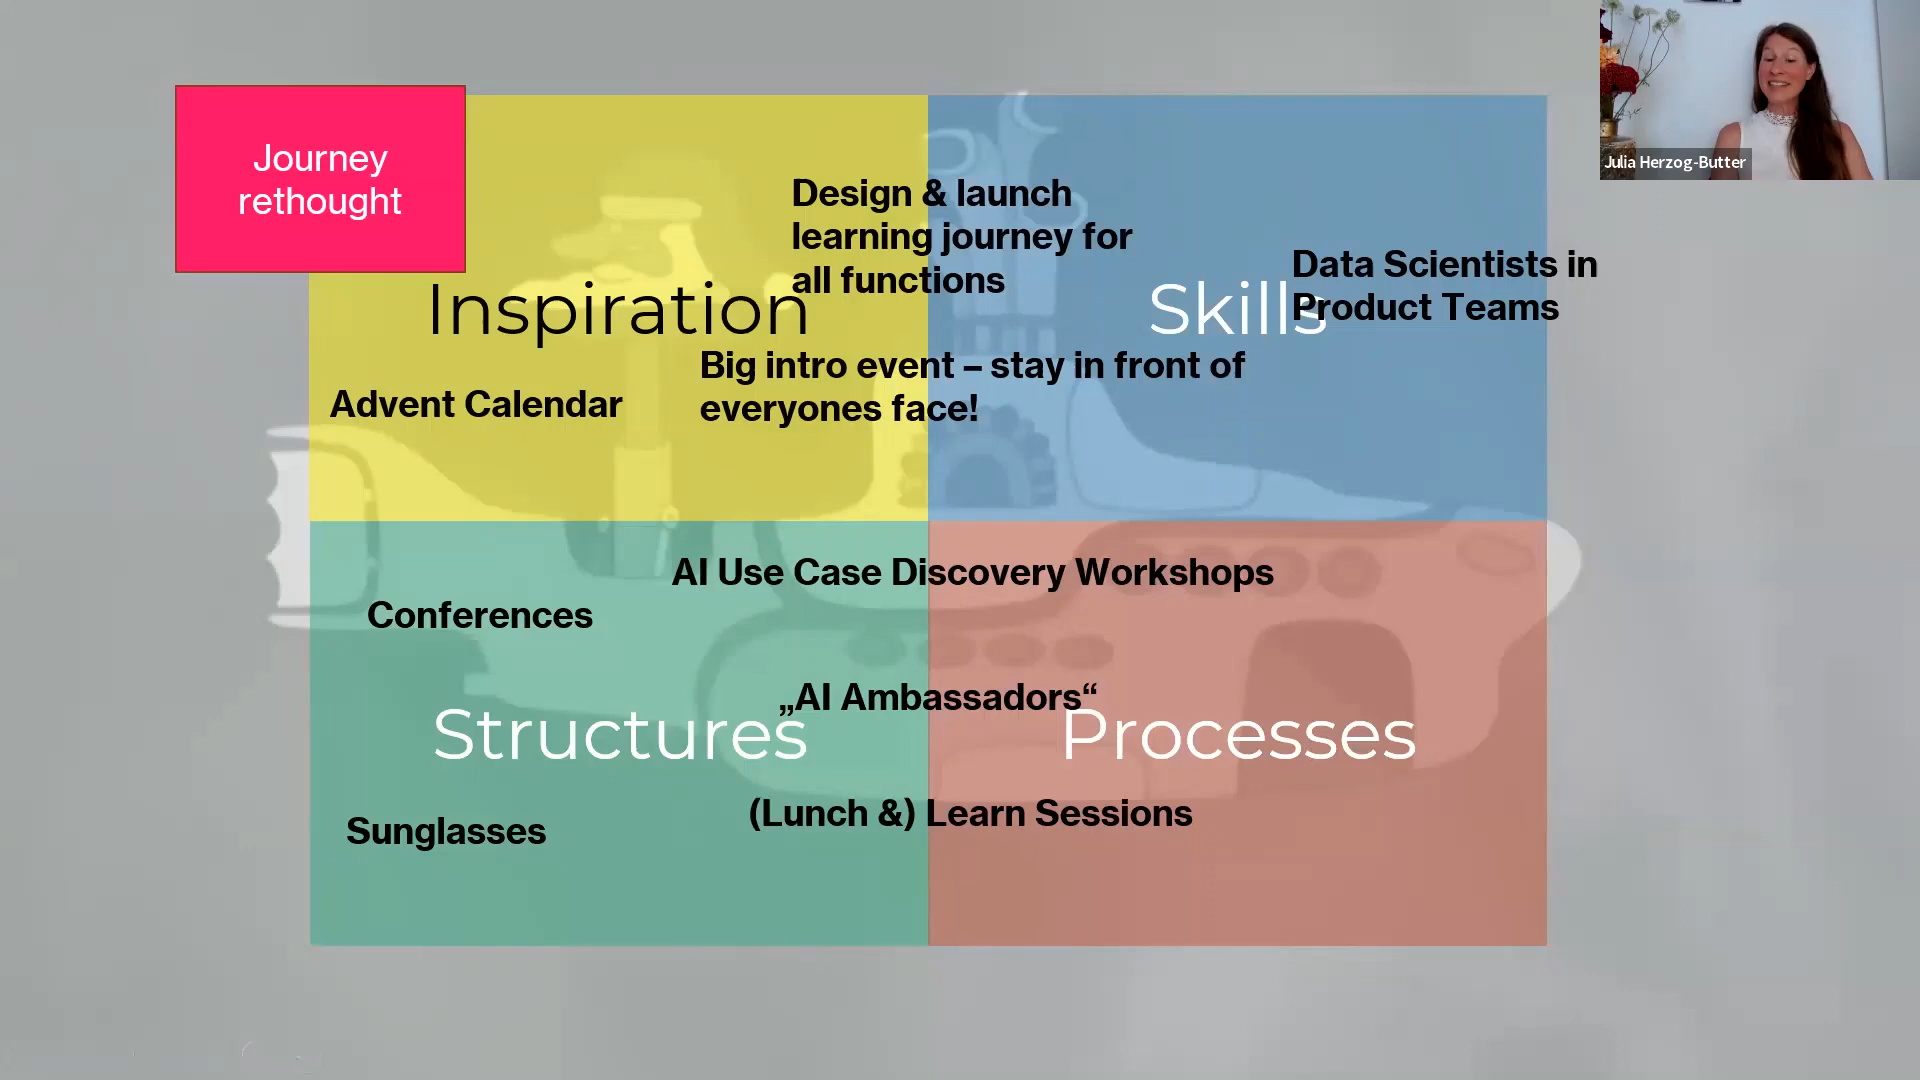 Journey
rethought
Julia Herzog-Butter
Design & launch
learning journey for
all functions
Data Scientists in
Product Teams
Inspiration
Skills
Big intro event – stay in front of
everyones face!
Advent Calendar
AI Use Case Discovery Workshops
Conferences
„AI Ambassadors“
Structures
Processes
(Lunch &) Learn Sessions
Sunglasses